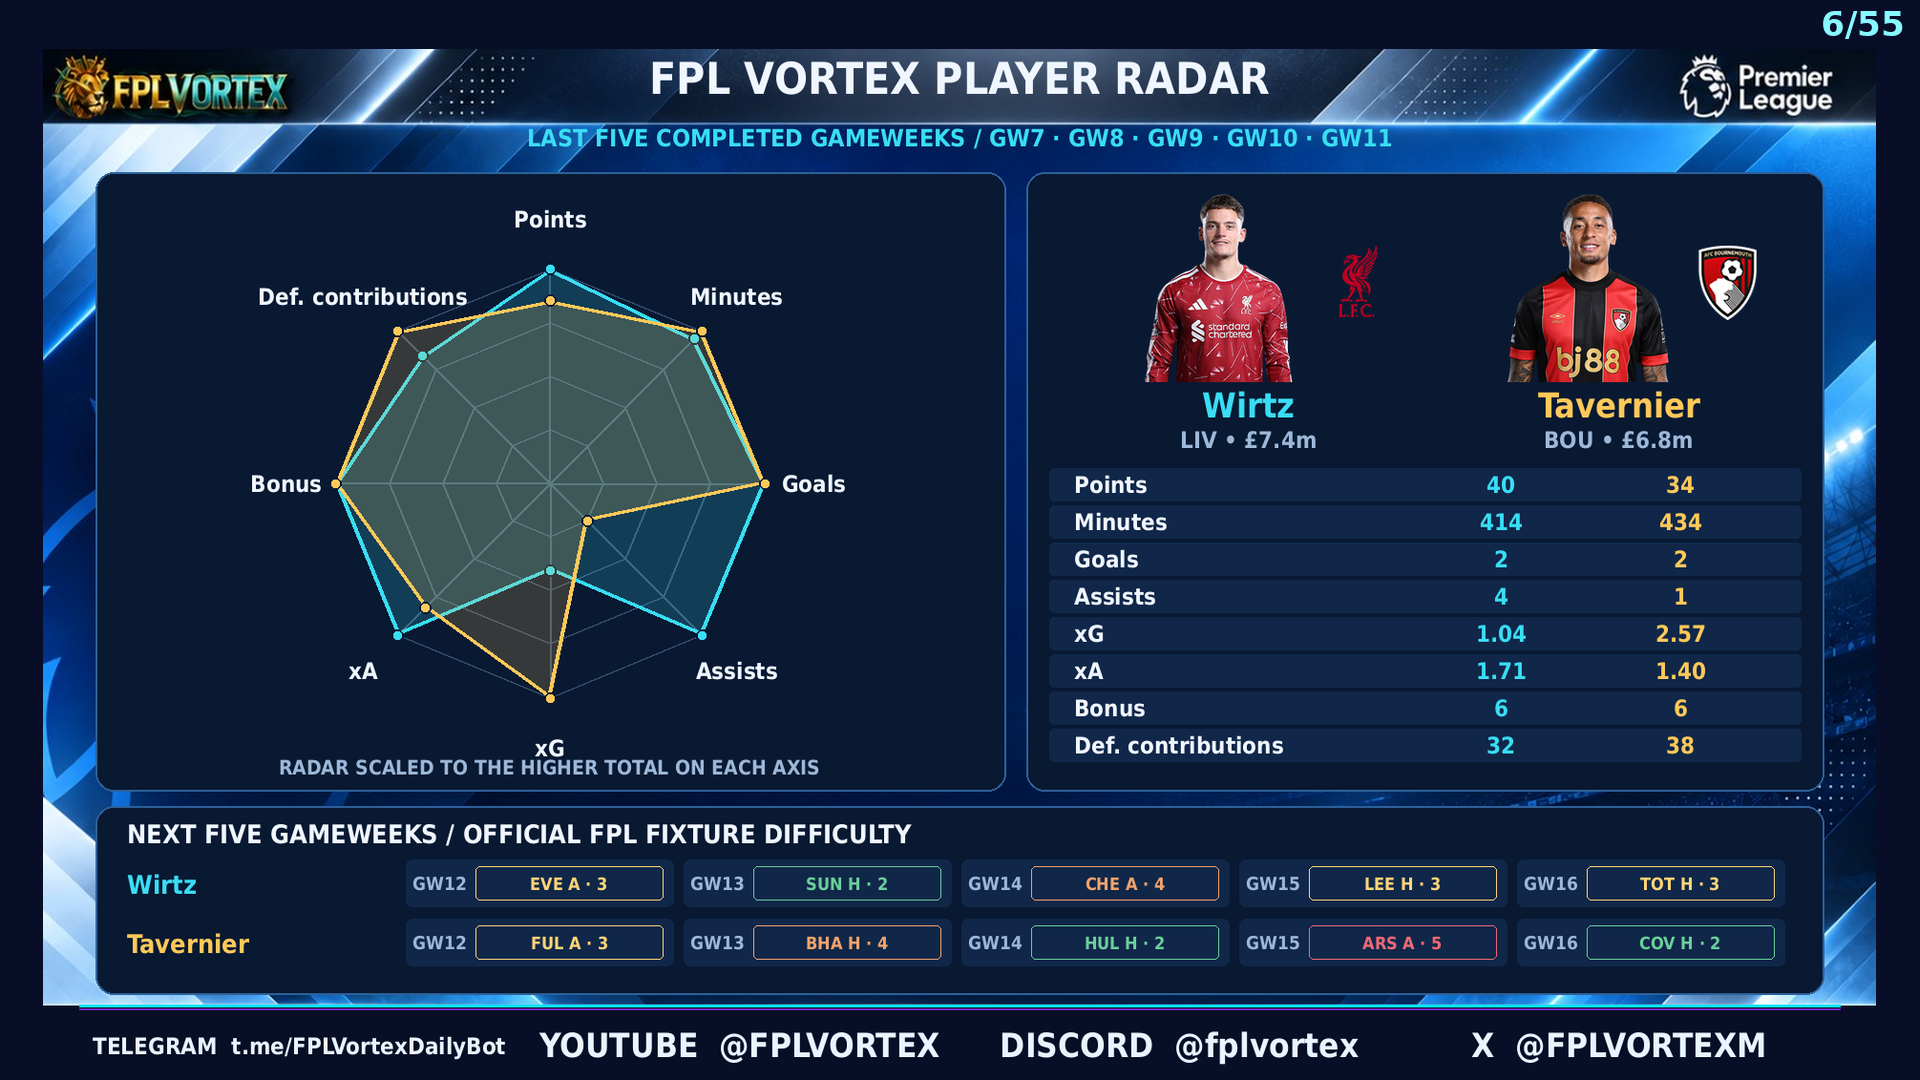 6/55
FPLVORTEX
FPL VORTEX PLAYER RADAR
Premier League
LAST FIVE COMPLETED GAMEWEEKS / GW7 · GW8 · GW9 · GW10 · GW11
Points
Def. contributions
Minutes
Bonus
Goals
xA
Assists
xG
RADAR SCALED TO THE HIGHER TOTAL ON EACH AXIS
standard chartered
L.F.C.
AFC BOURNEMOUTH
bj88
Wirtz
Tavernier
LIV • £7.4m
BOU • £6.8m
Points 40 34
Minutes 414 434
Goals 2 2
Assists 4 1
xG 1.04 2.57
xA 1.71 1.40
Bonus 6 6
Def. contributions 32 38
NEXT FIVE GAMEWEEKS / OFFICIAL FPL FIXTURE DIFFICULTY
Wirtz GW12 EVE A · 3 GW13 SUN H · 2 GW14 CHE A · 4 GW15 LEE H · 3 GW16 TOT H · 3
Tavernier GW12 FUL A · 3 GW13 BHA H · 4 GW14 HUL H · 2 GW15 ARS A · 5 GW16 COV H · 2
TELEGRAM t.me/FPLVortexDailyBot YOUTUBE @FPLVORTEX DISCORD @fplvortex X @FPLVORTEXM